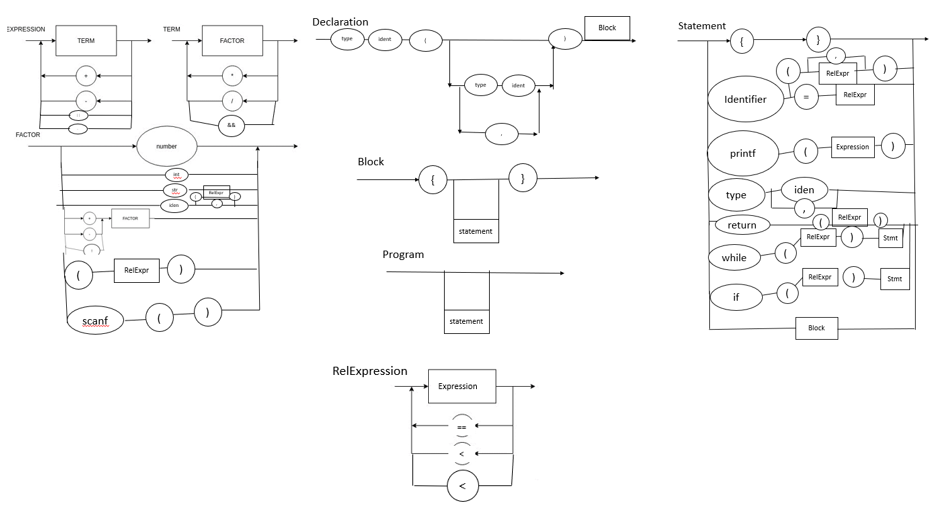 EXPRESSION
TERM
+
-
TERM
FACTOR
*
/
&&
FACTOR
number
int
str
iden
(
RelExpr
)
,
+
-
!
FACTOR
(
RelExpr
)
scanf
(
)
Declaration
type
ident
(
)
Block
type
ident
,
Block
{
}
statement
Program
statement
RelExpression
Expression
==
<
<
Statement
{
}
Identifier
(
,
RelExpr
)
=
RelExpr
printf
(
Expression
)
type
iden
,
return
(
RelExpr
)
while
(
RelExpr
)
Stmt
if
(
RelExpr
)
Stmt
Block